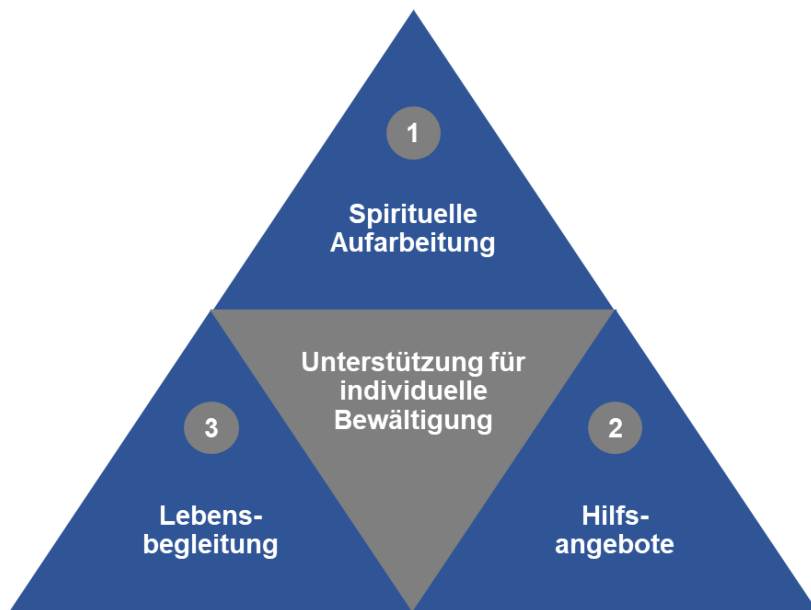 1
Spirituelle
Aufarbeitung
Unterstützung für
individuelle
Bewältigung
3
Lebens-
begleitung
2
Hilfs-
angebote